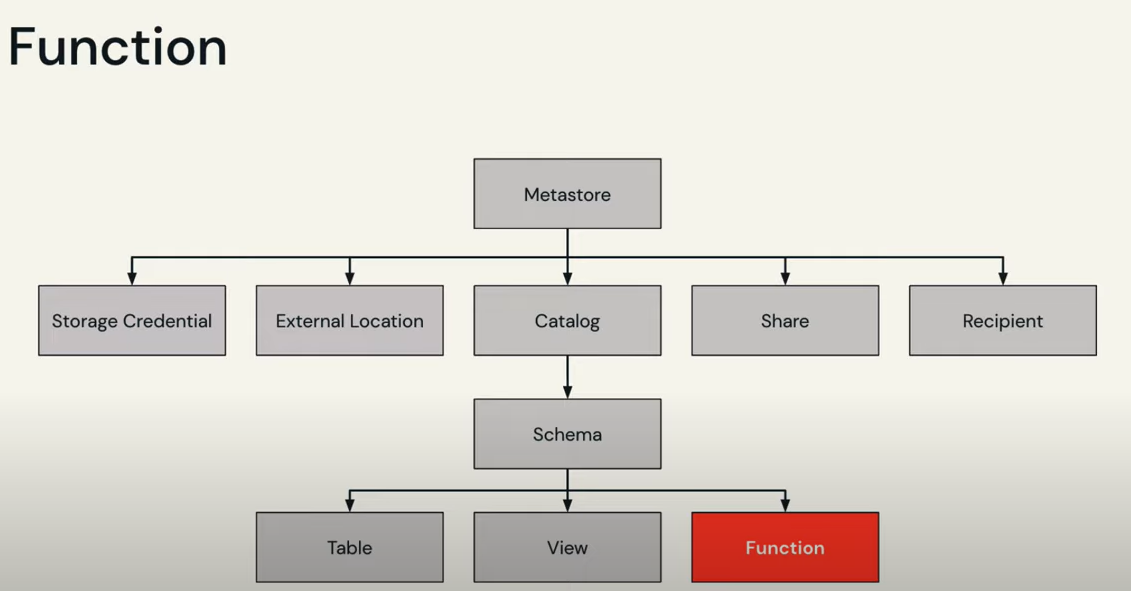 Function
Metastore
Storage Credential
External Location
Catalog
Share
Recipient
Schema
Table
View
Function